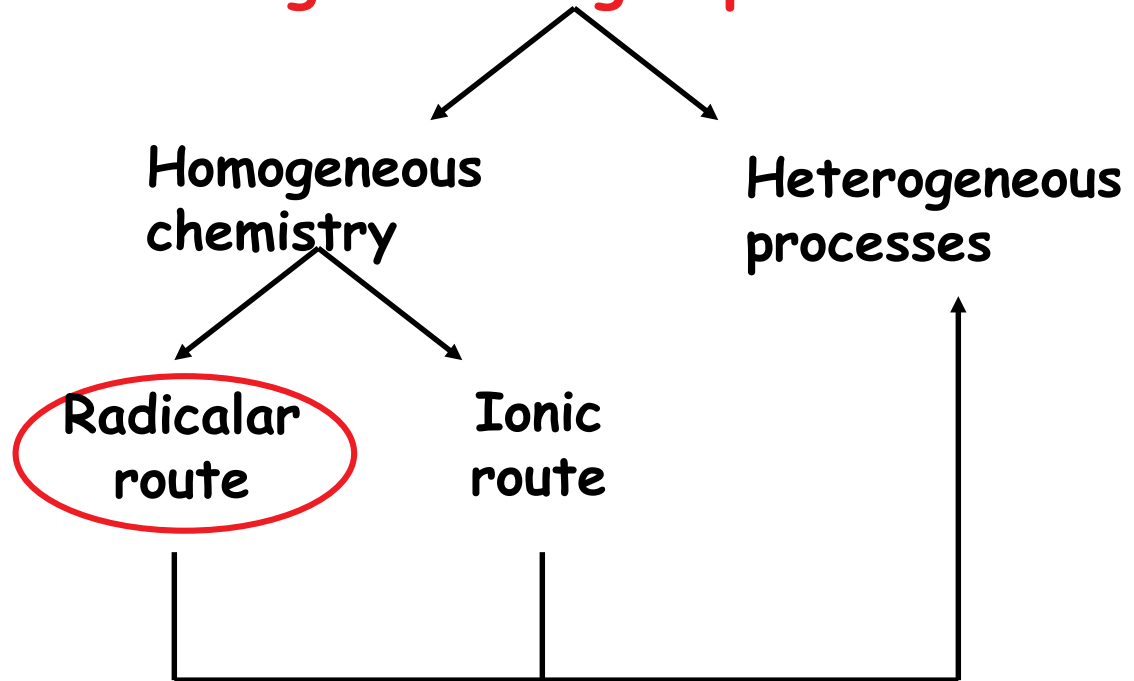 Homogeneous
chemistry
Heterogeneous
processes
Radicalar
route
Ionic
route